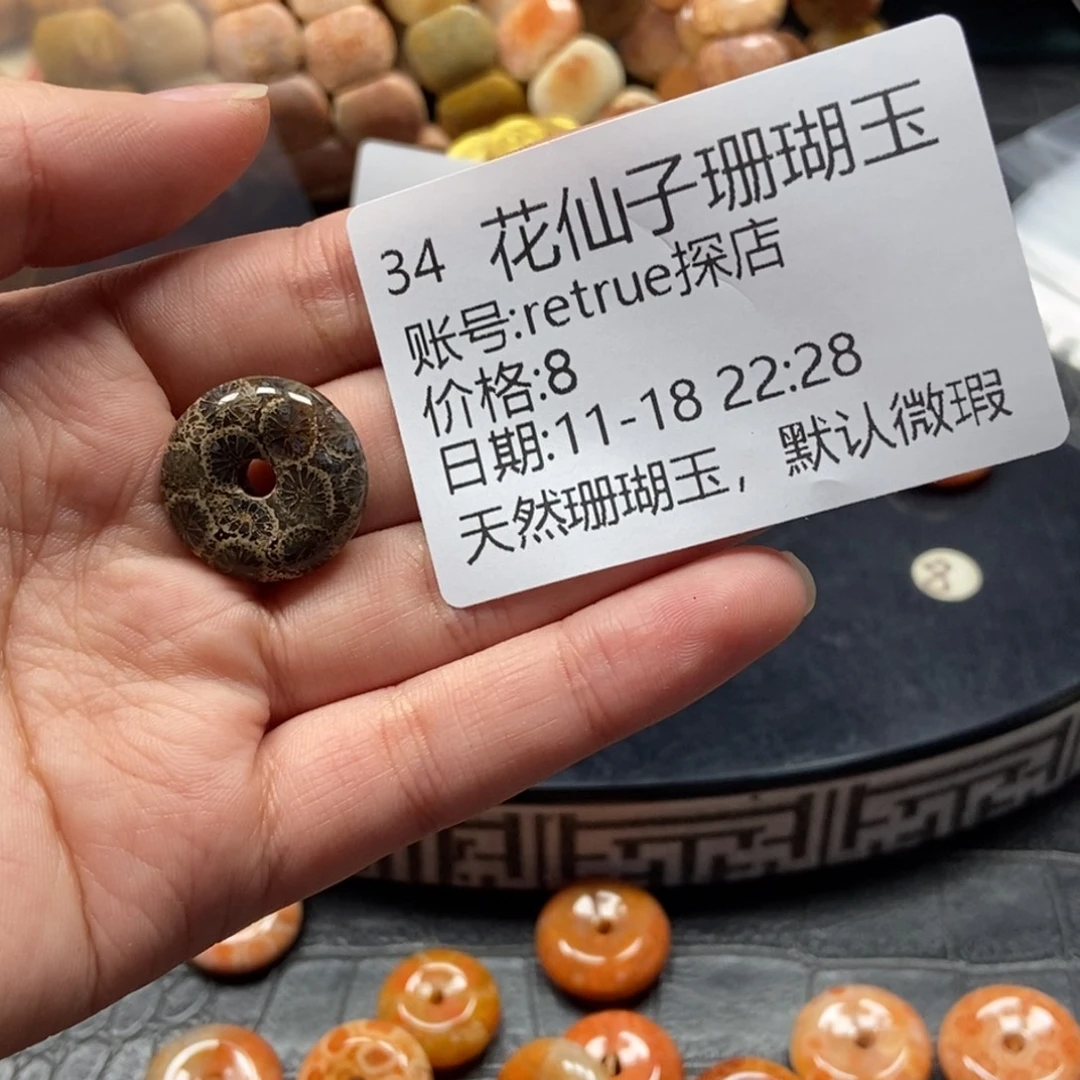 34 花仙子珊瑚玉
账号:retrue探店
价格:8
日期:11-18 22:28
天然珊瑚玉，默认微瑕